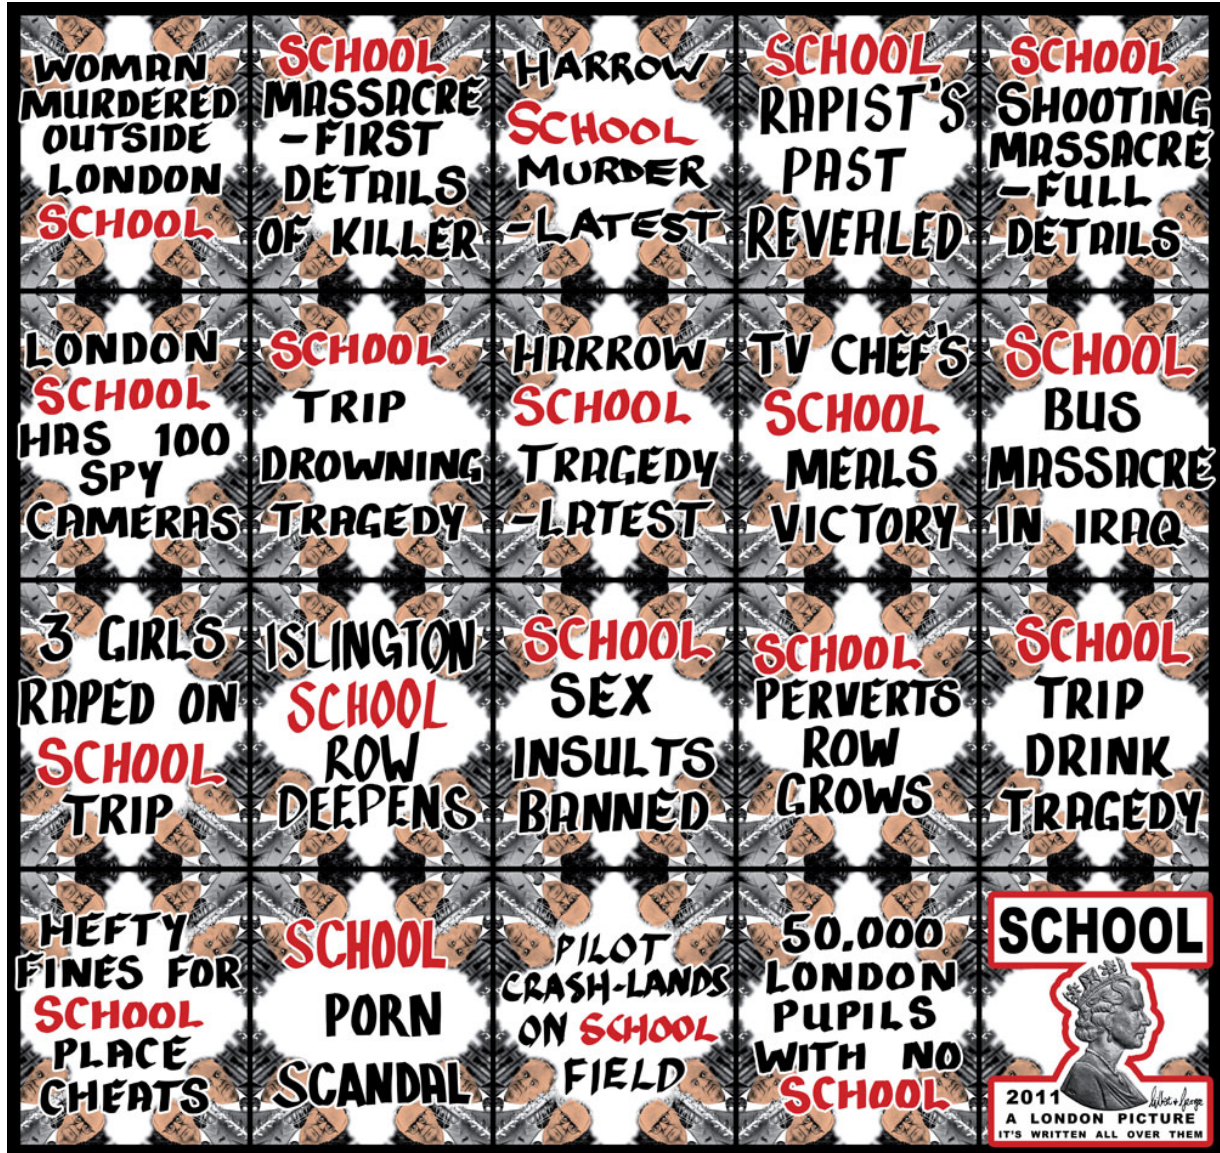 WOMAN
MURDERED
OUTSIDE
LONDON
SCHOOL
SCHOOL
MASSACRE
-FIRST
DETAILS
OF KILLER
HARROW
SCHOOL
MURDER
-LATEST
SCHOOL
RAPIST'S
PAST
REVEALED
SCHOOL
SHOOTING
MASSACRE
-FULL
DETAILS
LONDON
SCHOOL
HAS 100
SPY
CAMERAS
SCHOOL
TRIP
DROWNING
TRAGEDY
HARROW
SCHOOL
TRAGEDY
-LATEST
TV CHEF'S
SCHOOL
MEALS
VICTORY
SCHOOL
BUS
MASSACRE
IN IRAQ
3 GIRLS
RAPED ON
SCHOOL
TRIP
ISLINGTON
SCHOOL
ROW
DEEPENS
SCHOOL
SEX
INSULTS
BANNED
SCHOOL
PERVERTS
ROW
GROWS
SCHOOL
TRIP
DRINK
TRAGEDY
HEFTY
FINES FOR
SCHOOL
PLACE
CHEATS
SCHOOL
PORN
SCANDAL
PILOT
CRASH-LANDS
ON SCHOOL
FIELD
50.000
LONDON
PUPILS
WITH NO
SCHOOL
SCHOOL
2011 Gilbert + George
A LONDON PICTURE
IT'S WRITTEN ALL OVER THEM